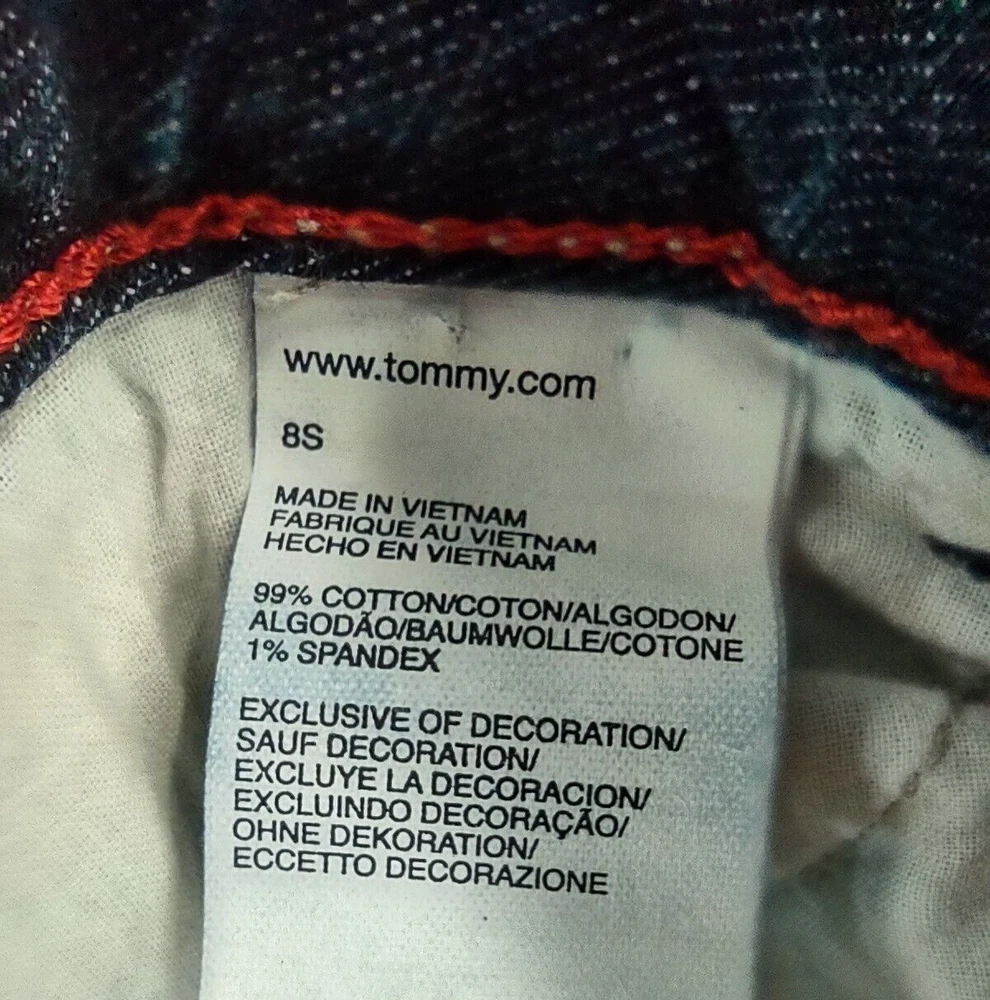 www.tommy.com
8S
MADE IN VIETNAM
FABRIQUE AU VIETNAM
HECHO EN VIETNAM
99% COTTON/COTON/ALGODON/
ALGODÃO/BAUMWOLLE/COTONE
1% SPANDEX
EXCLUSIVE OF DECORATION/
SAUF DECORATION/
EXCLUYE LA DECORACION/
EXCLUINDO DECORAÇÃO/
OHNE DEKORATION/
ECCETTO DECORAZIONE